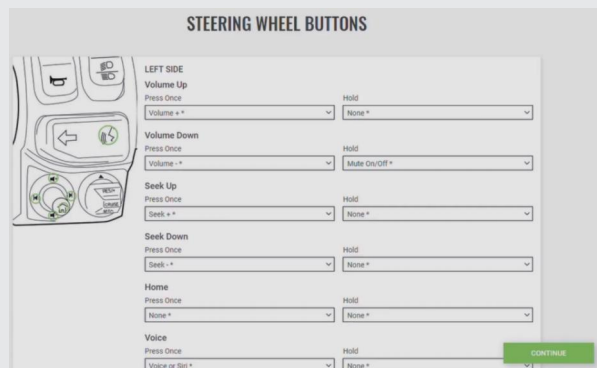 STEERING WHEEL BUTTONS
LEFT SIDE
Volume Up
Press Once Hold
Volume + * None *
Volume Down
Press Once Hold
Volume - * Mute On/Off *
Seek Up
Press Once Hold
Seek + * None *
Seek Down
Press Once Hold
Seek - * None *
Home
Press Once Hold
None * None *
Voice
Press Once Hold
Voice or Siri * None *
CONTINUE